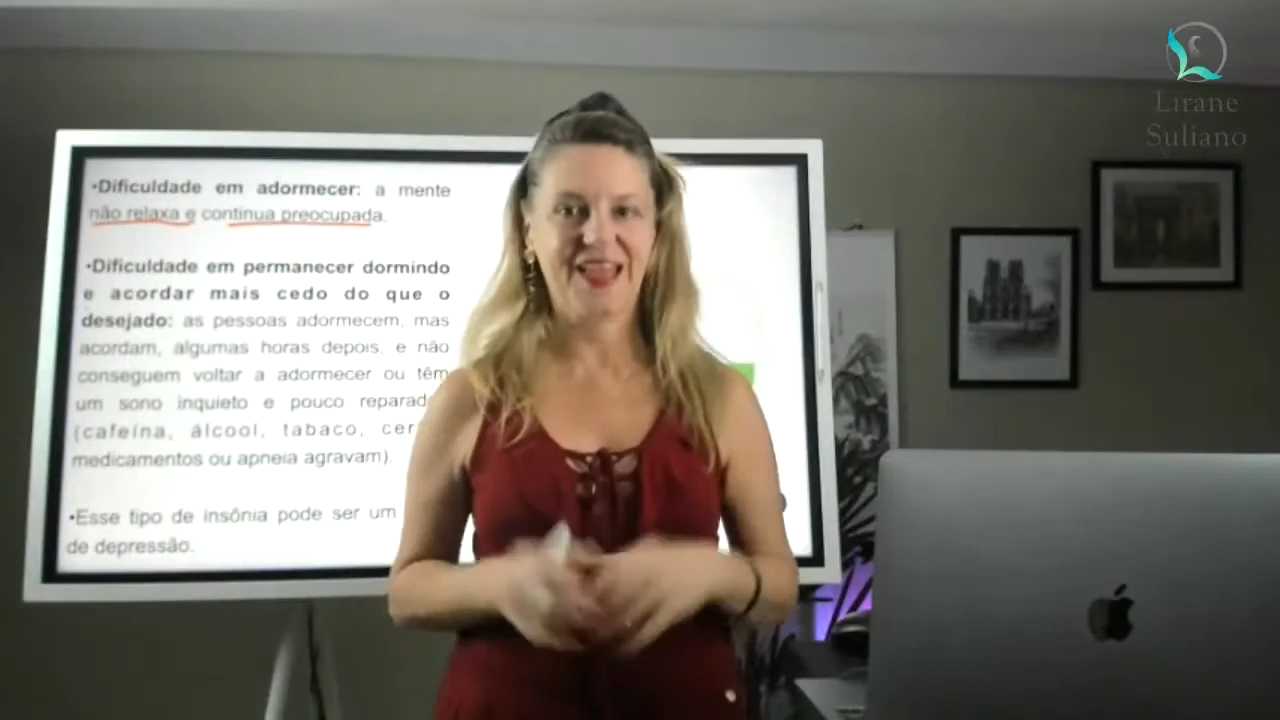 •Dificuldade em adormecer: a mente
não relaxa e continua preocupada.
•Dificuldade em permanecer dormindo
e acordar mais cedo do que o
desejado: as pessoas adormecem, mas
acordam, algumas horas depois, e não
conseguem voltar a adormecer ou têm
um sono inquieto e pouco
(cafeína, álcool, tabaco,
medicamentos ou apneia agravam).
•Esse tipo de insônia pode ser um
de depressão.
Lirane
Suliano